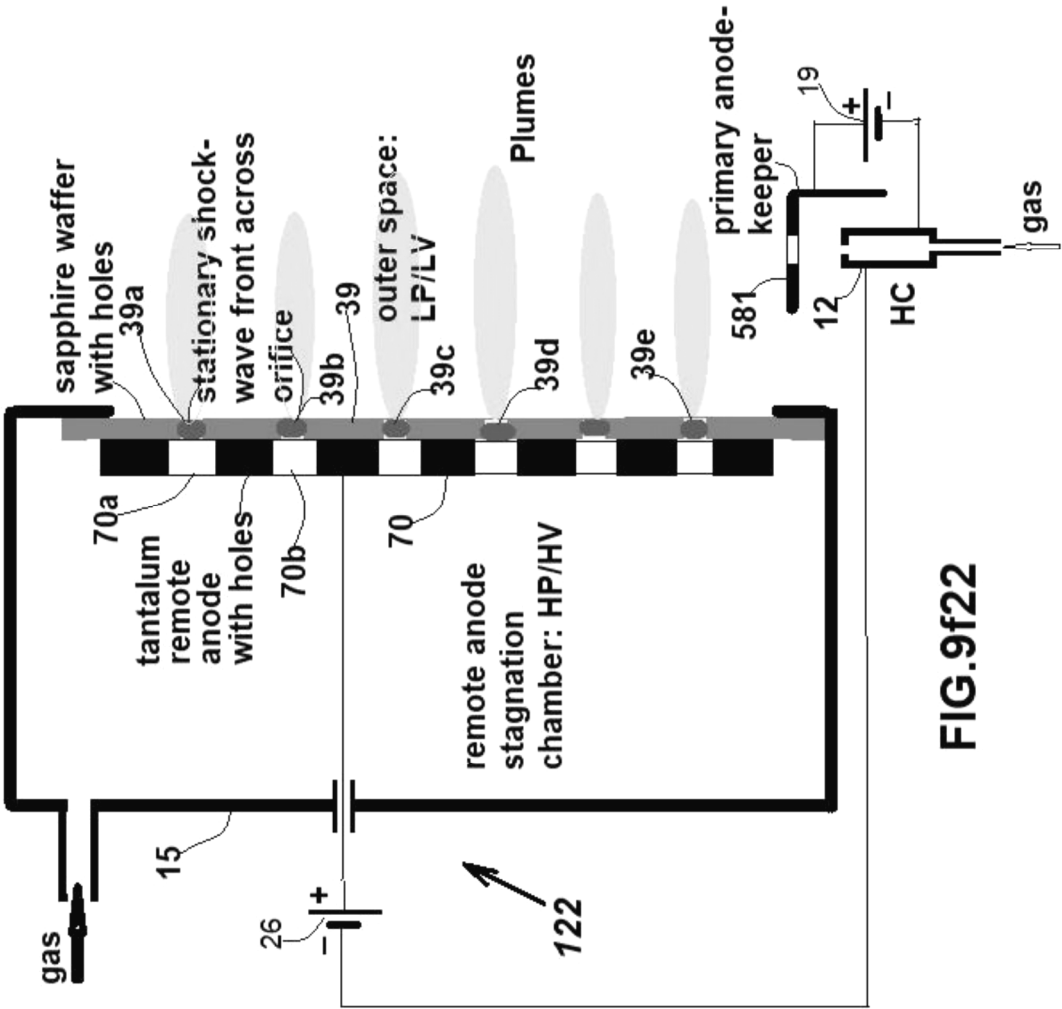 gas
15
26
+
−
122
70a
tantalum
remote
anode
with holes
70b
70
remote anode
stagnation
chamber: HP/HV
sapphire waffer
with holes
39a
stationary shock-
wave front across
orifice
39b
39
outer space:
LP/LV
39c
Plumes
39d
39e
primary anode-
keeper
581
19
+
−
12
HC
gas
FIG.9f22